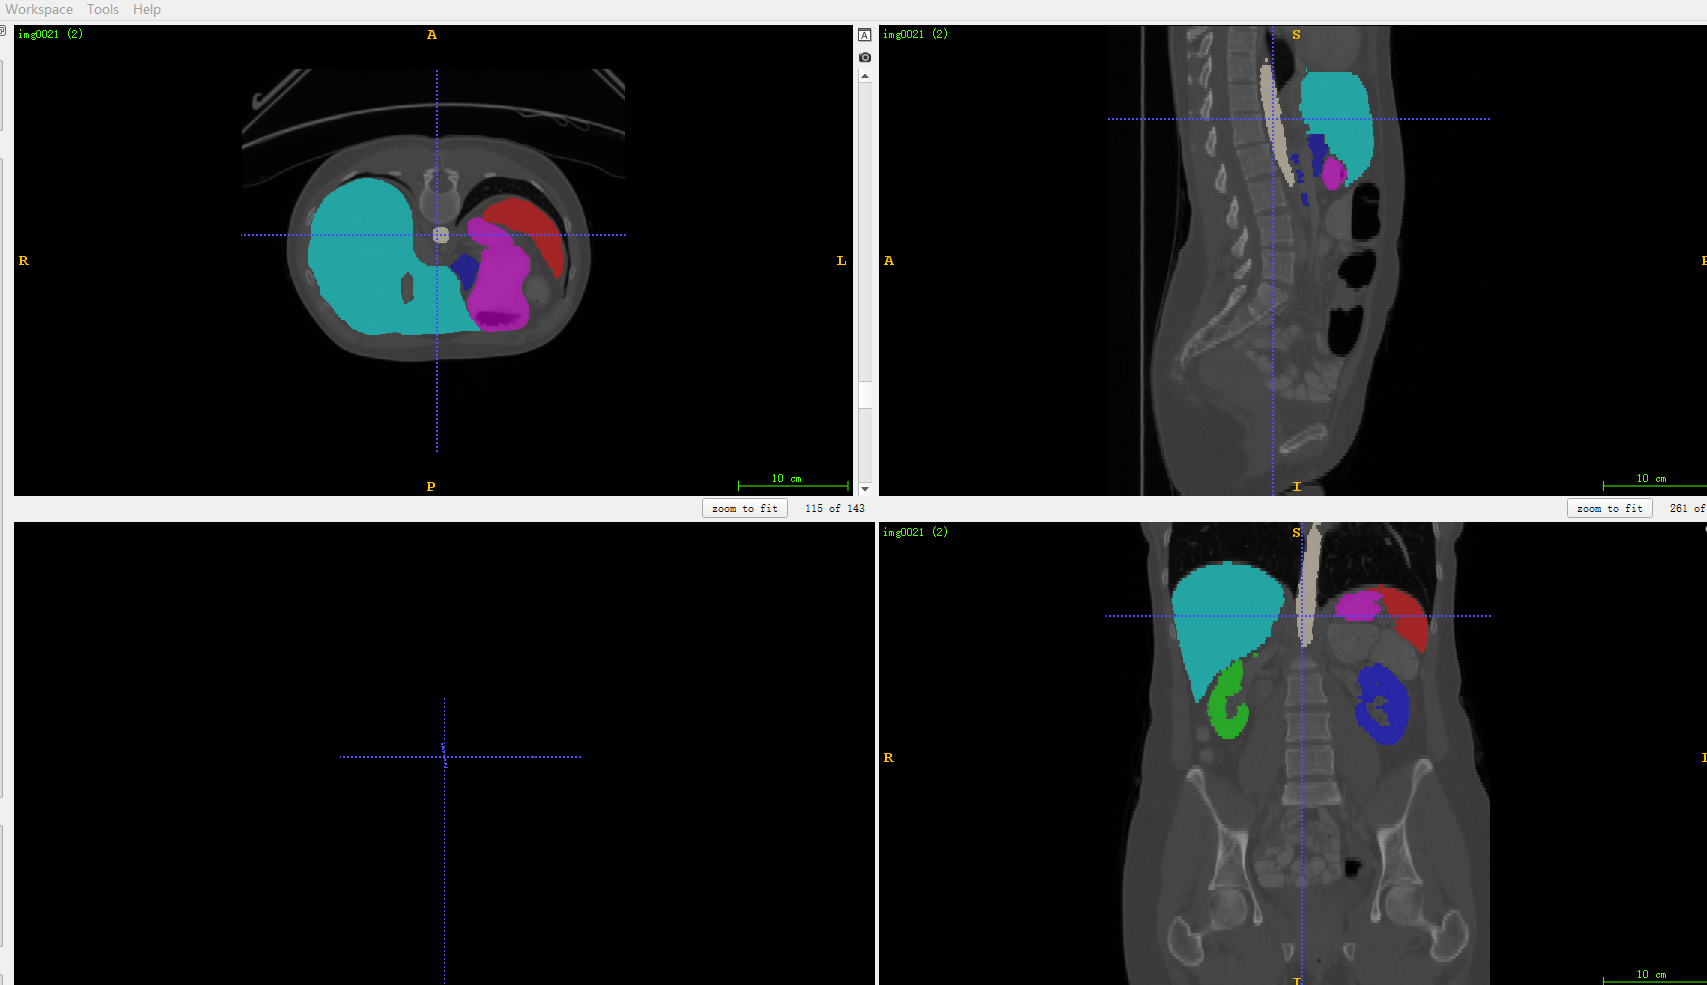 Workspace Tools Help
img0021 (2)
A
R
L
P
10 cm
zoom to fit 115 of 143
A
img0021 (2)
S
A
I
10 cm
zoom to fit 261 of
img0021 (2)
S
R
I
10 cm